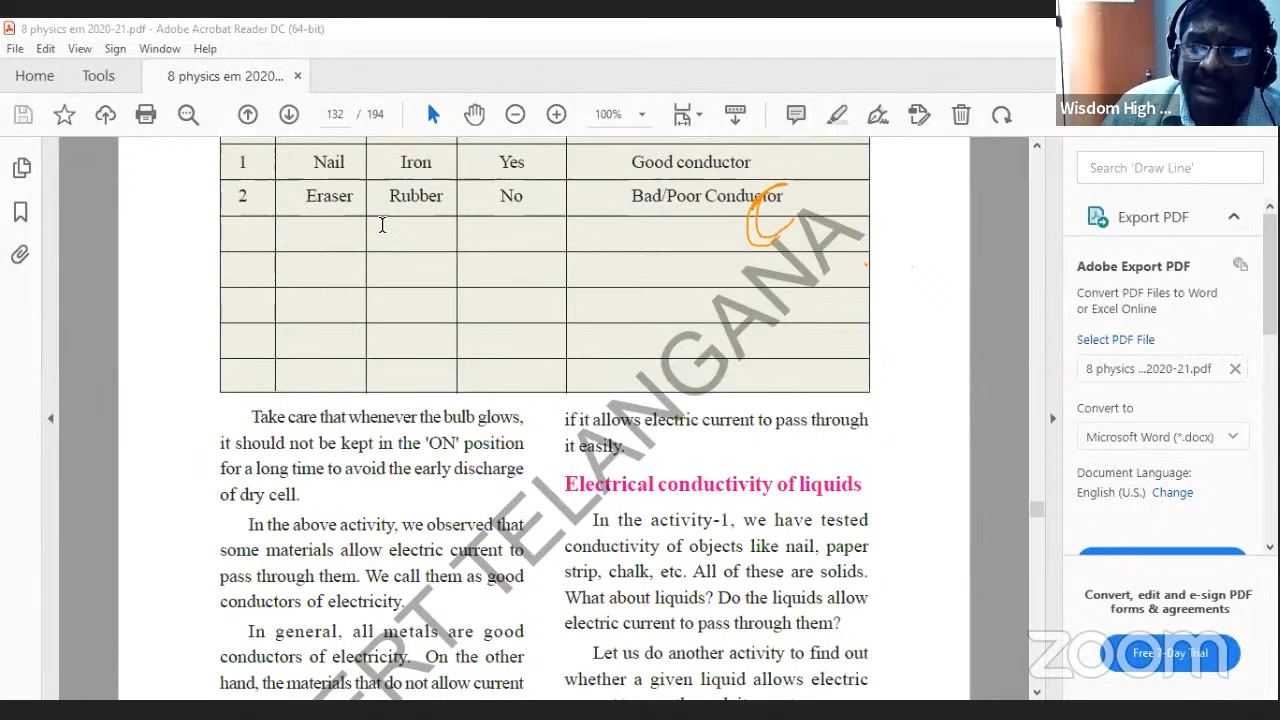 8 physics em 2020-21.pdf - Adobe Acrobat Reader DC (64-bit)
File Edit View Sign Window Help
Home Tools 8 physics em 2020... ×
132 / 194 100%
Wisdom High ...
1 Nail Iron Yes Good conductor
2 Eraser Rubber No Bad/Poor Conductor
Take care that whenever the bulb glows,
it should not be kept in the 'ON' position
for a long time to avoid the early discharge
of dry cell.
In the above activity, we observed that
some materials allow electric current to
pass through them. We call them as good
conductors of electricity.
In general, all metals are good
conductors of electricity. On the other
hand, the materials that do not allow current
if it allows electric current to pass through
it easily.
Electrical conductivity of liquids
In the activity-1, we have tested
conductivity of objects like nail, paper
strip, chalk, etc. All of these are solids.
What about liquids? Do the liquids allow
electric current to pass through them?
Let us do another activity to find out
whether a given liquid allows electric
ERT TELANGANA
Search 'Draw Line'
Export PDF
Adobe Export PDF
Convert PDF Files to Word
or Excel Online
Select PDF File
8 physics ...2020-21.pdf
Convert to
Microsoft Word (*.docx)
Document Language:
English (U.S.) Change
Convert, edit and e-sign PDF
forms & agreements
Free 7-Day Trial
zoom